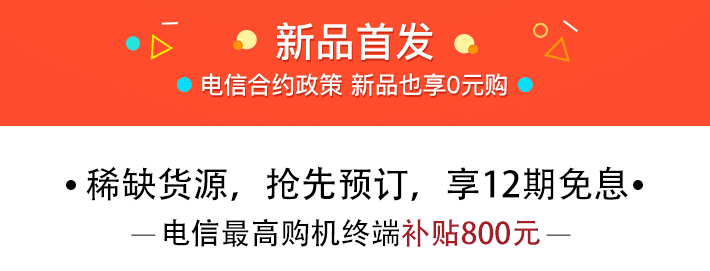 新品首发
电信合约政策 新品也享0元购
•稀缺货源，抢先预订，享12期免息•
—电信最高购机终端补贴800元—